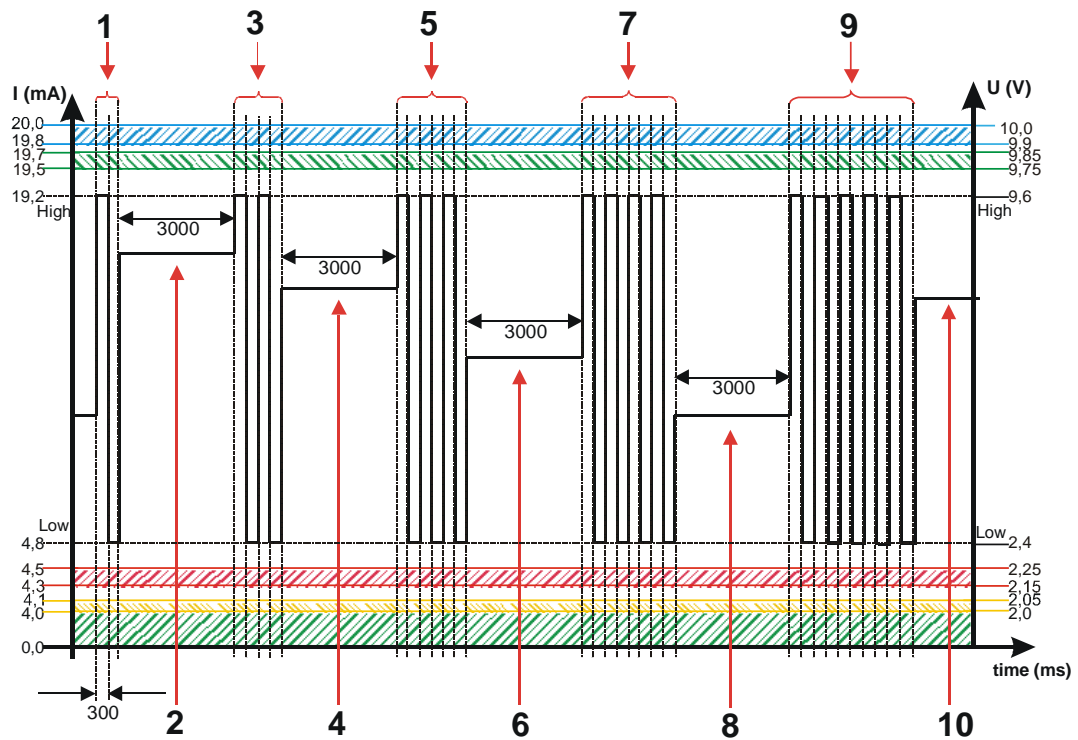 1 3 5 7 9
I (mA) U (V)
20,0 10,0
19,8 9,9
19,7 9,85
19,5 9,75
19,2 9,6
High High
3000
3000
3000
3000
Low Low
4,8 2,4
4,5 2,25
4,3 2,15
4,1 2,05
4,0 2,0
0,0
time (ms)
300
2 4 6 8 10